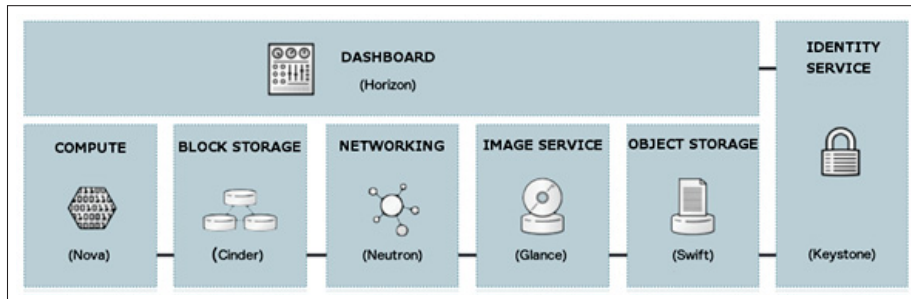 DASHBOARD
(Horizon)
IDENTITY
SERVICE
COMPUTE
BLOCK STORAGE
NETWORKING
IMAGE SERVICE
OBJECT STORAGE
(Nova)
(Cinder)
(Neutron)
(Glance)
(Swift)
(Keystone)